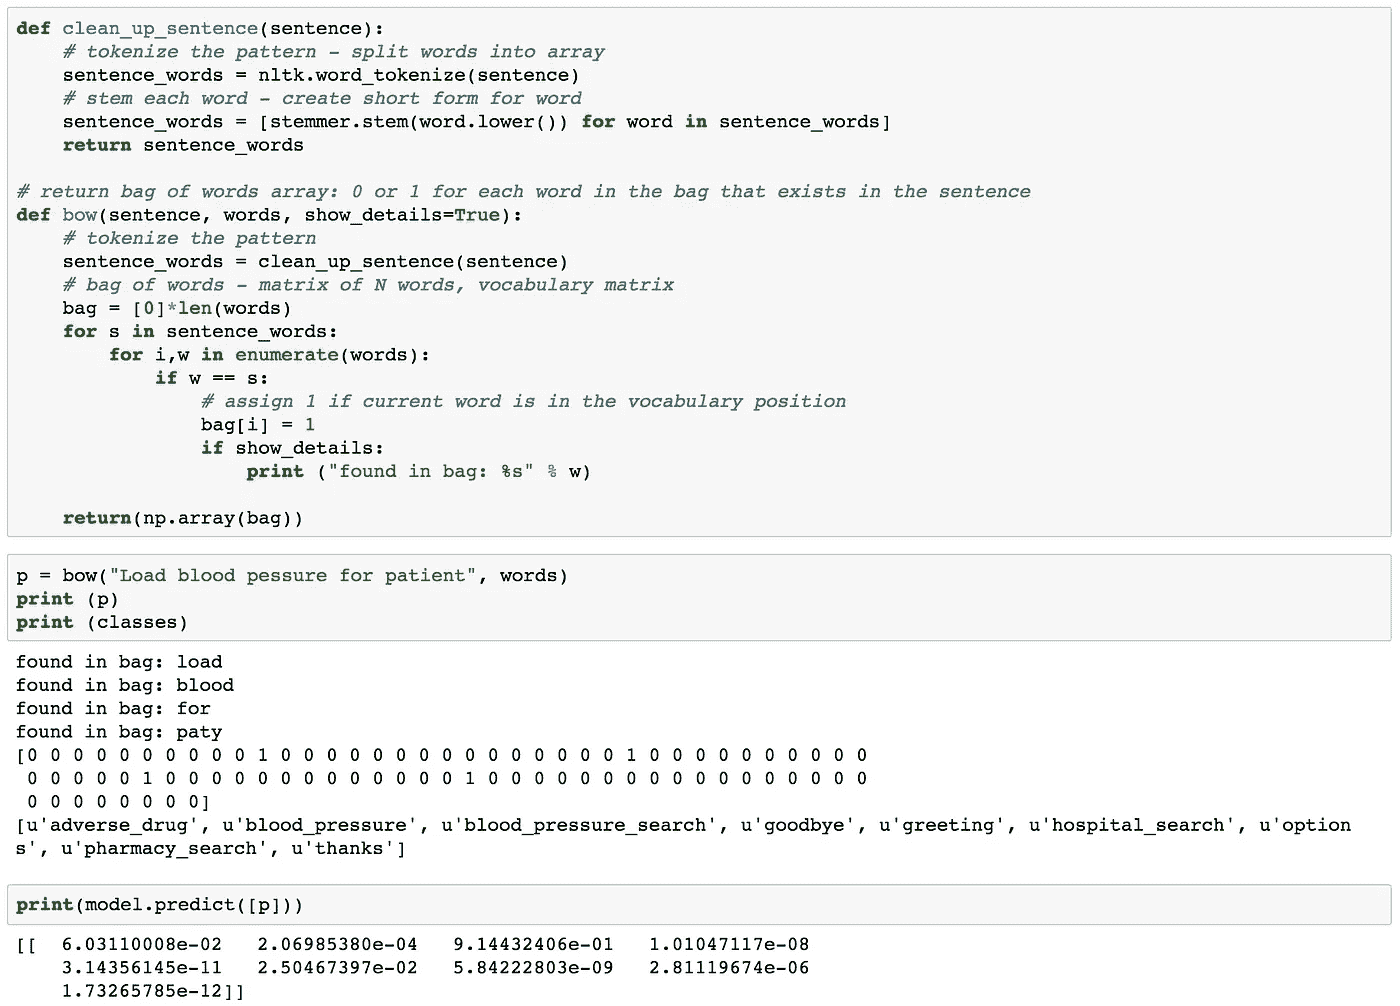 def clean_up_sentence(sentence):
    # tokenize the pattern - split words into array
    sentence_words = nltk.word_tokenize(sentence)
    # stem each word - create short form for word
    sentence_words = [stemmer.stem(word.lower()) for word in sentence_words]
    return sentence_words

# return bag of words array: 0 or 1 for each word in the bag that exists in the sentence
def bow(sentence, words, show_details=True):
    # tokenize the pattern
    sentence_words = clean_up_sentence(sentence)
    # bag of words - matrix of N words, vocabulary matrix
    bag = [0]*len(words)
    for s in sentence_words:
        for i,w in enumerate(words):
            if w == s:
                # assign 1 if current word is in the vocabulary position
                bag[i] = 1
                if show_details:
                    print ("found in bag: %s" % w)

    return(np.array(bag))

p = bow("Load blood pessure for patient", words)
print (p)
print (classes)

found in bag: load
found in bag: blood
found in bag: for
found in bag: paty
[0 0 0 0 0 0 0 0 0 0 1 0 0 0 0 0 0 0 0 0 0 0 0 0 0 0 1 0 0 0 0 0 0 0 0 0 0
 0 0 0 0 0 1 0 0 0 0 0 0 0 0 0 0 0 0 0 1 0 0 0 0 0 0 0 0 0 0 0 0 0 0 0 0 0
 0 0 0 0 0 0 0 0]
[u'adverse_drug', u'blood_pressure', u'blood_pressure_search', u'goodbye', u'greeting', u'hospital_search', u'option
s', u'pharmacy_search', u'thanks']

print(model.predict([p]))

[[  6.03110008e-02   2.06985380e-04   9.14432406e-01   1.01047117e-08
    3.14356145e-11   2.50467397e-02   5.84222803e-09   2.81119674e-06
    1.73265785e-12]]